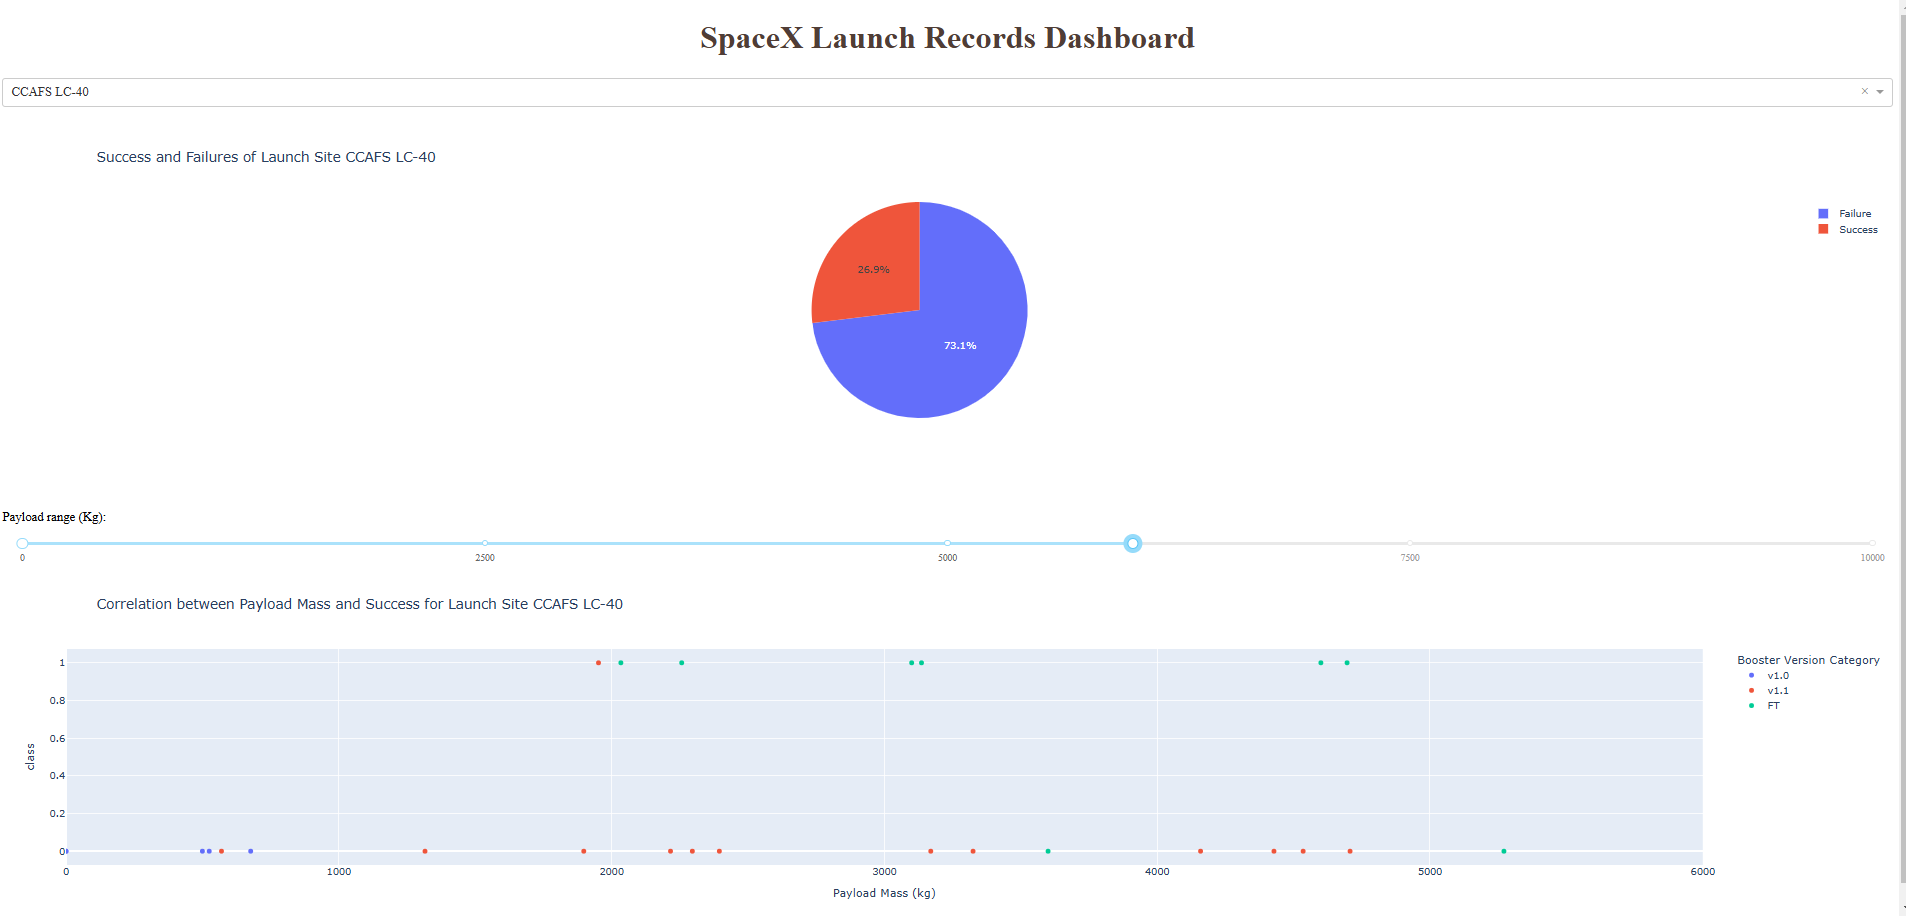 SpaceX Launch Records Dashboard
CCAFS LC-40
×
Success and Failures of Launch Site CCAFS LC-40
Failure
Success
26.9%
73.1%
Payload range (Kg):
0 2500 5000 7500 10000
Correlation between Payload Mass and Success for Launch Site CCAFS LC-40
Booster Version Category
v1.0
v1.1
FT
class
1
0.8
0.6
0.4
0.2
0
0 1000 2000 3000 4000 5000 6000
Payload Mass (kg)